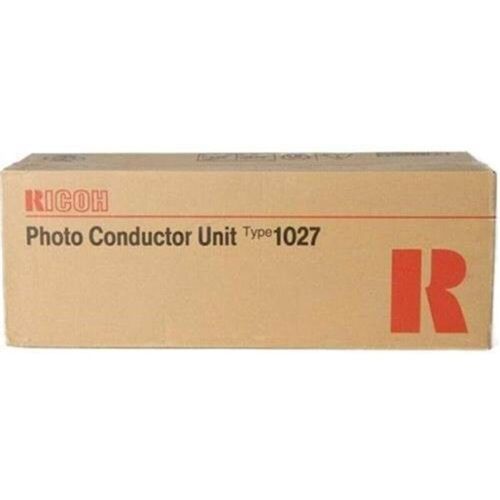 RICOH
Photo Conductor Unit Type 1027
R